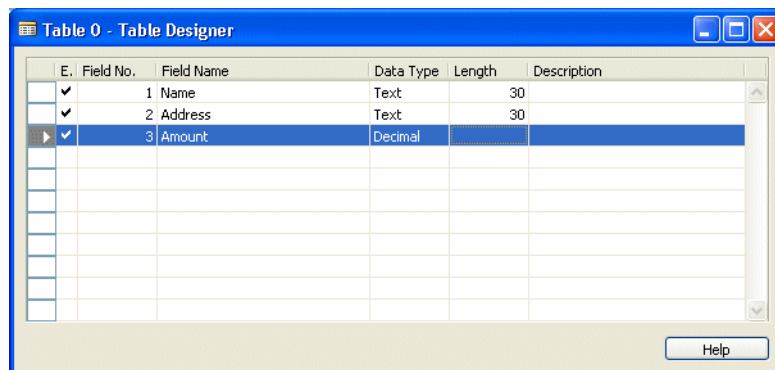 Table 0 - Table Designer
E. Field No. Field Name Data Type Length Description
1 Name Text 30
2 Address Text 30
3 Amount Decimal
Help